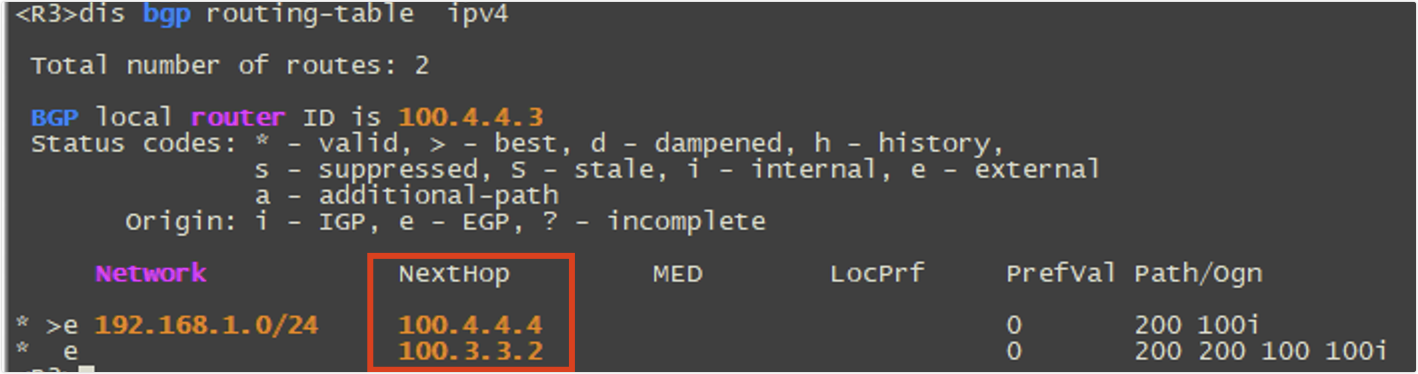 <R3>dis bgp routing-table  ipv4
Total number of routes: 2
BGP local router ID is 100.4.4.3
Status codes: * - valid, > - best, d - dampened, h - history,
s - suppressed, S - stale, i - internal, e - external
a - additional-path
Origin: i - IGP, e - EGP, ? - incomplete
Network NextHop MED LocPrf PrefVal Path/Ogn
* >e 192.168.1.0/24 100.4.4.4 0 200 100i
*  e 100.3.3.2 0 200 200 100 100i